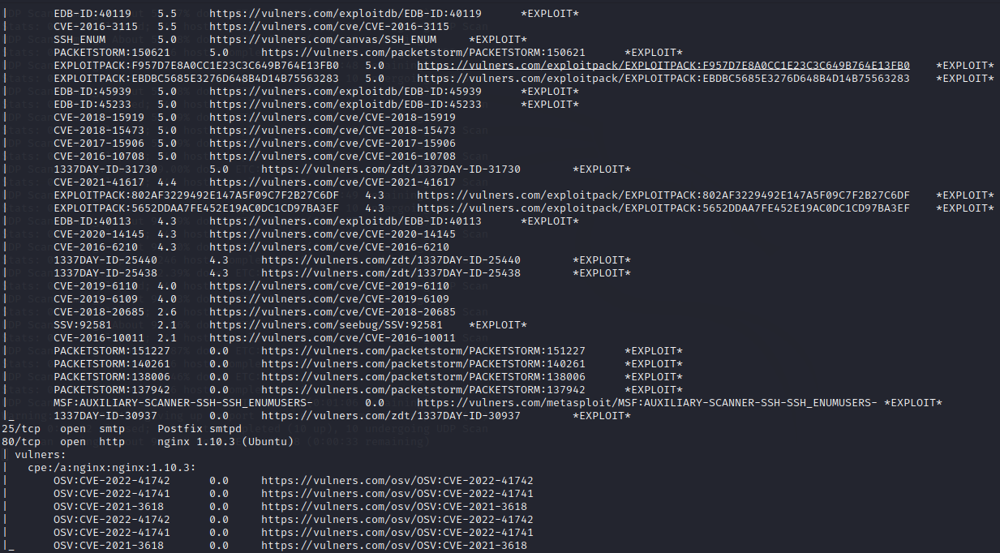 | EDB-ID:40119 5.5 https://vulners.com/exploitdb/EDB-ID:40119 *EXPLOIT*
| CVE-2016-3115 5.5 https://vulners.com/cve/CVE-2016-3115
| SSH_ENUM 5.0 https://vulners.com/canvas/SSH_ENUM *EXPLOIT*
| PACKETSTORM:150621 5.0 https://vulners.com/packetstorm/PACKETSTORM:150621 *EXPLOIT*
| EXPLOITPACK:F957D7E8A0CC1E23C3C649B764E13FB0 5.0 https://vulners.com/exploitpack/EXPLOITPACK:F957D7E8A0CC1E23C3C649B764E13FB0 *EXPLOIT*
| EXPLOITPACK:EBDBC5685E3276D648B4D14B75563283 5.0 https://vulners.com/exploitpack/EXPLOITPACK:EBDBC5685E3276D648B4D14B75563283 *EXPLOIT*
| EDB-ID:45939 5.0 https://vulners.com/exploitdb/EDB-ID:45939 *EXPLOIT*
| EDB-ID:45233 5.0 https://vulners.com/exploitdb/EDB-ID:45233 *EXPLOIT*
| CVE-2018-15919 5.0 https://vulners.com/cve/CVE-2018-15919
| CVE-2018-15473 5.0 https://vulners.com/cve/CVE-2018-15473
| CVE-2017-15906 5.0 https://vulners.com/cve/CVE-2017-15906
| CVE-2016-10708 5.0 https://vulners.com/cve/CVE-2016-10708
| 1337DAY-ID-31730 5.0 https://vulners.com/zdt/1337DAY-ID-31730 *EXPLOIT*
| CVE-2021-41617 4.4 https://vulners.com/cve/CVE-2021-41617
| EXPLOITPACK:802AF3229492E147A5F09C7F2B27C6DF 4.3 https://vulners.com/exploitpack/EXPLOITPACK:802AF3229492E147A5F09C7F2B27C6DF *EXPLOIT*
| EXPLOITPACK:5652DDAA7FE452E19AC0DC1CD97BA3EF 4.3 https://vulners.com/exploitpack/EXPLOITPACK:5652DDAA7FE452E19AC0DC1CD97BA3EF *EXPLOIT*
| EDB-ID:40113 4.3 https://vulners.com/exploitdb/EDB-ID:40113 *EXPLOIT*
| CVE-2020-14145 4.3 https://vulners.com/cve/CVE-2020-14145
| CVE-2016-6210 4.3 https://vulners.com/cve/CVE-2016-6210
| 1337DAY-ID-25440 4.3 https://vulners.com/zdt/1337DAY-ID-25440 *EXPLOIT*
| 1337DAY-ID-25438 4.3 https://vulners.com/zdt/1337DAY-ID-25438 *EXPLOIT*
| CVE-2019-6110 4.0 https://vulners.com/cve/CVE-2019-6110
| CVE-2019-6109 4.0 https://vulners.com/cve/CVE-2019-6109
| CVE-2018-20685 2.6 https://vulners.com/cve/CVE-2018-20685
| SSV:92581 2.1 https://vulners.com/seebug/SSV:92581 *EXPLOIT*
| CVE-2016-10011 2.1 https://vulners.com/cve/CVE-2016-10011
| PACKETSTORM:151227 0.0 https://vulners.com/packetstorm/PACKETSTORM:151227 *EXPLOIT*
| PACKETSTORM:140261 0.0 https://vulners.com/packetstorm/PACKETSTORM:140261 *EXPLOIT*
| PACKETSTORM:138006 0.0 https://vulners.com/packetstorm/PACKETSTORM:138006 *EXPLOIT*
| PACKETSTORM:137942 0.0 https://vulners.com/packetstorm/PACKETSTORM:137942 *EXPLOIT*
| MSF:AUXILIARY-SCANNER-SSH-SSH_ENUMUSERS- 0.0 https://vulners.com/metasploit/MSF:AUXILIARY-SCANNER-SSH-SSH_ENUMUSERS- *EXPLOIT*
|_ 1337DAY-ID-30937 0.0 https://vulners.com/zdt/1337DAY-ID-30937 *EXPLOIT*
25/tcp open smtp Postfix smtpd
80/tcp open http nginx 1.10.3 (Ubuntu)
| vulners:
| cpe:/a:nginx:nginx:1.10.3:
| OSV:CVE-2022-41742 0.0 https://vulners.com/osv/OSV:CVE-2022-41742
| OSV:CVE-2022-41741 0.0 https://vulners.com/osv/OSV:CVE-2022-41741
| OSV:CVE-2021-3618 0.0 https://vulners.com/osv/OSV:CVE-2021-3618
| OSV:CVE-2022-41742 0.0 https://vulners.com/osv/OSV:CVE-2022-41742
| OSV:CVE-2022-41741 0.0 https://vulners.com/osv/OSV:CVE-2022-41741
|_ OSV:CVE-2021-3618 0.0 https://vulners.com/osv/OSV:CVE-2021-3618